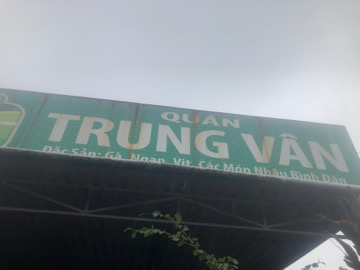 QUÁN
TRUNG VÂN
Đặc Sản: Gà, Ngan, Vịt, Các Món Nhậu Bình Dân